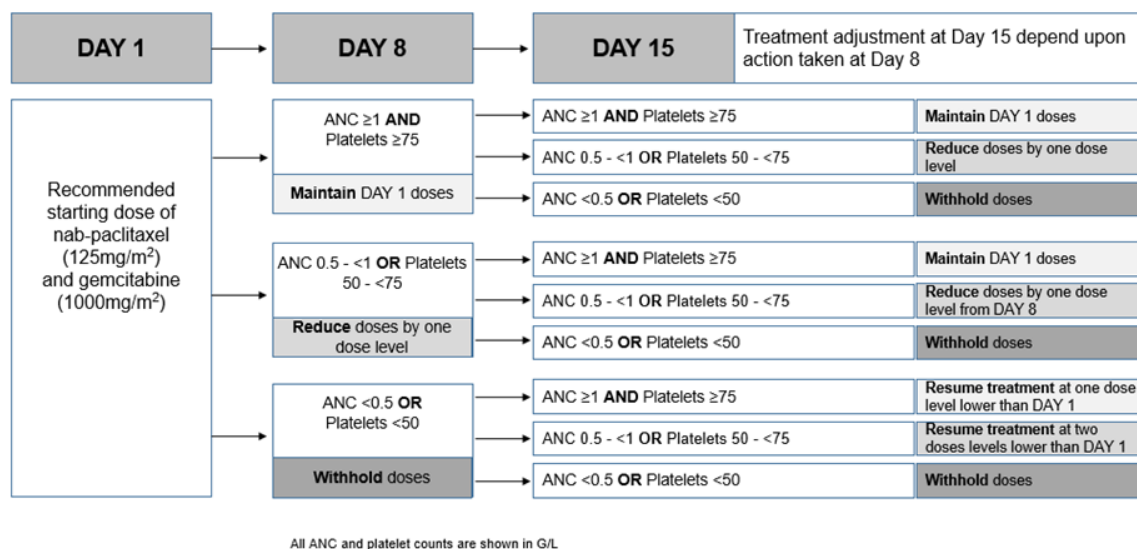 DAY 1
DAY 8
DAY 15
Treatment adjustment at Day 15 depend upon
action taken at Day 8
Recommended
starting dose of
nab-paclitaxel
(125mg/m²)
and gemcitabine
(1000mg/m²)
ANC ≥1 AND
Platelets ≥75
Maintain DAY 1 doses
ANC ≥1 AND Platelets ≥75
Maintain DAY 1 doses
ANC 0.5 - <1 OR Platelets 50 - <75
Reduce doses by one dose
level
ANC <0.5 OR Platelets <50
Withhold doses
ANC 0.5 - <1 OR Platelets
50 - <75
Reduce doses by one
dose level
ANC ≥1 AND Platelets ≥75
Maintain DAY 1 doses
ANC 0.5 - <1 OR Platelets 50 - <75
Reduce doses by one dose
level from DAY 8
ANC <0.5 OR Platelets <50
Withhold doses
ANC <0.5 OR
Platelets <50
Withhold doses
ANC ≥1 AND Platelets ≥75
Resume treatment at one dose
level lower than DAY 1
ANC 0.5 - <1 OR Platelets 50 - <75
Resume treatment at two
doses levels lower than DAY 1
ANC <0.5 OR Platelets <50
Withhold doses
All ANC and platelet counts are shown in G/L